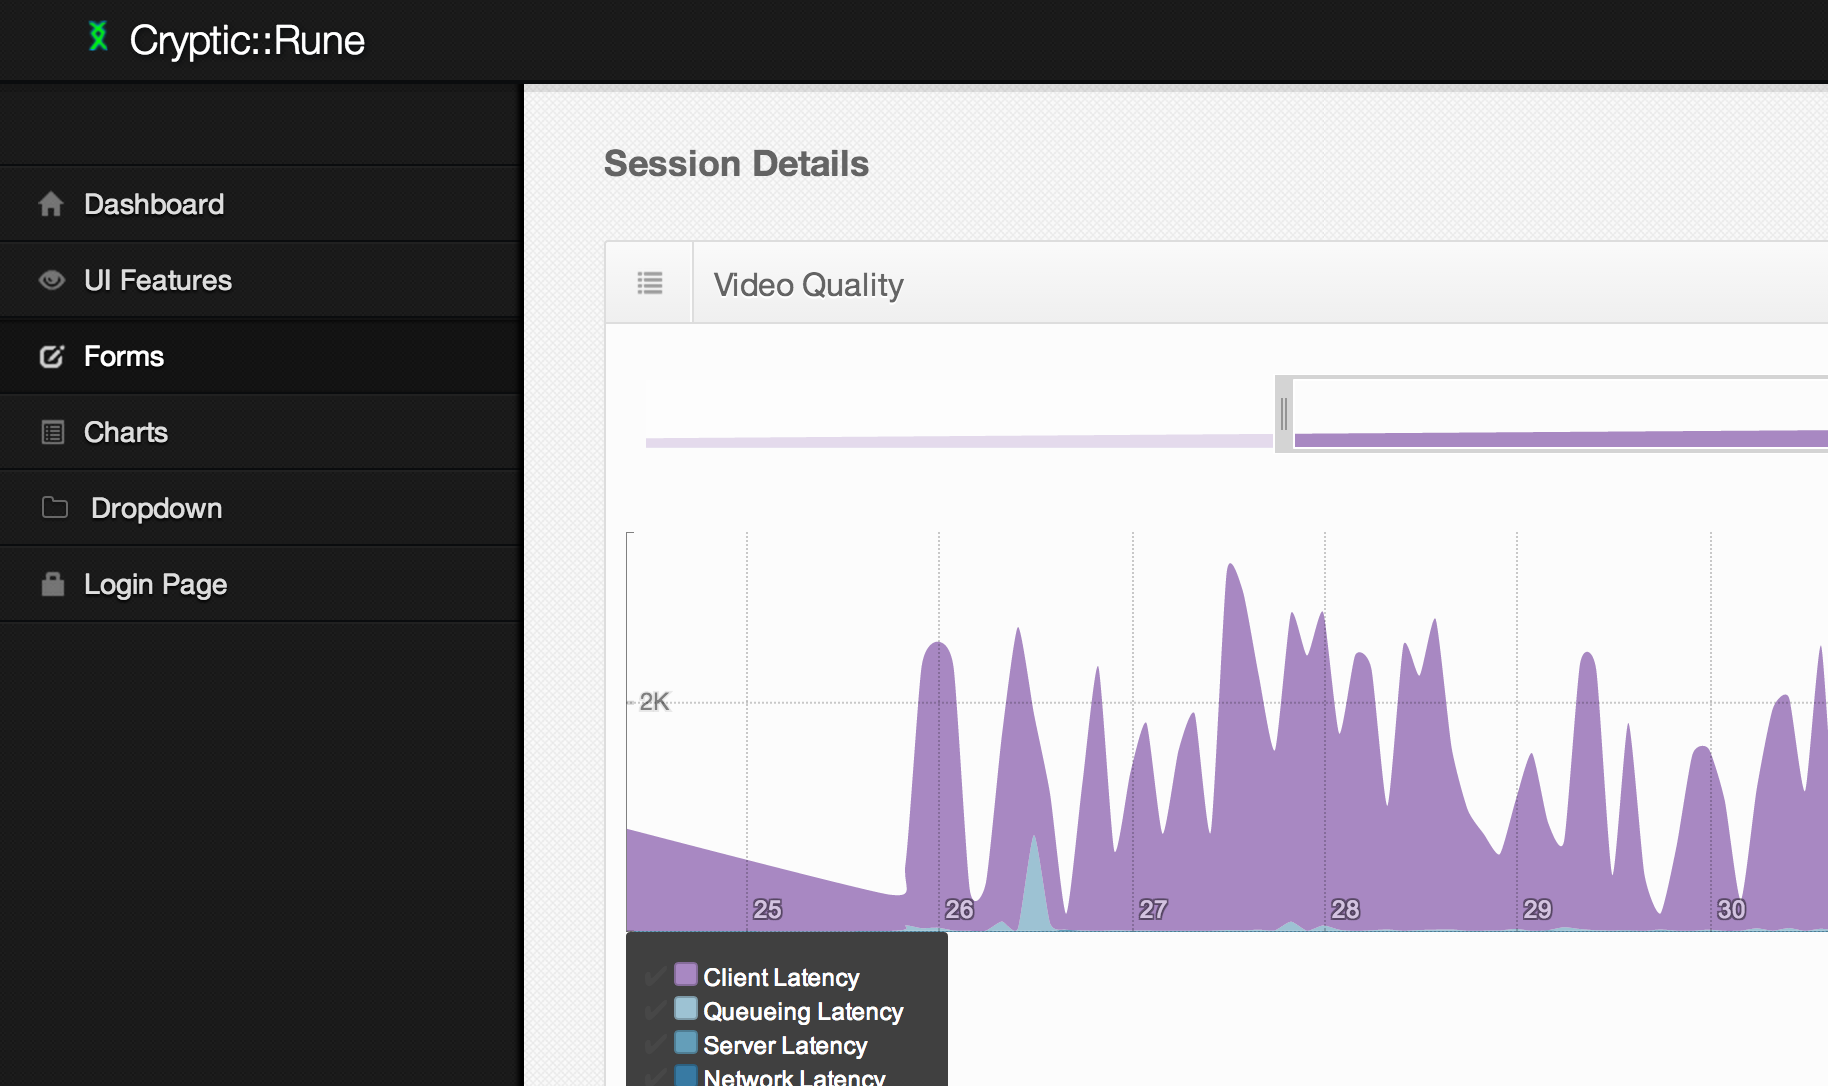 Cryptic::Rune
Dashboard
UI Features
Forms
Charts
Dropdown
Login Page
Session Details
Video Quality
2K
25 26 27 28 29 30
Client Latency
Queueing Latency
Server Latency
Network Latency